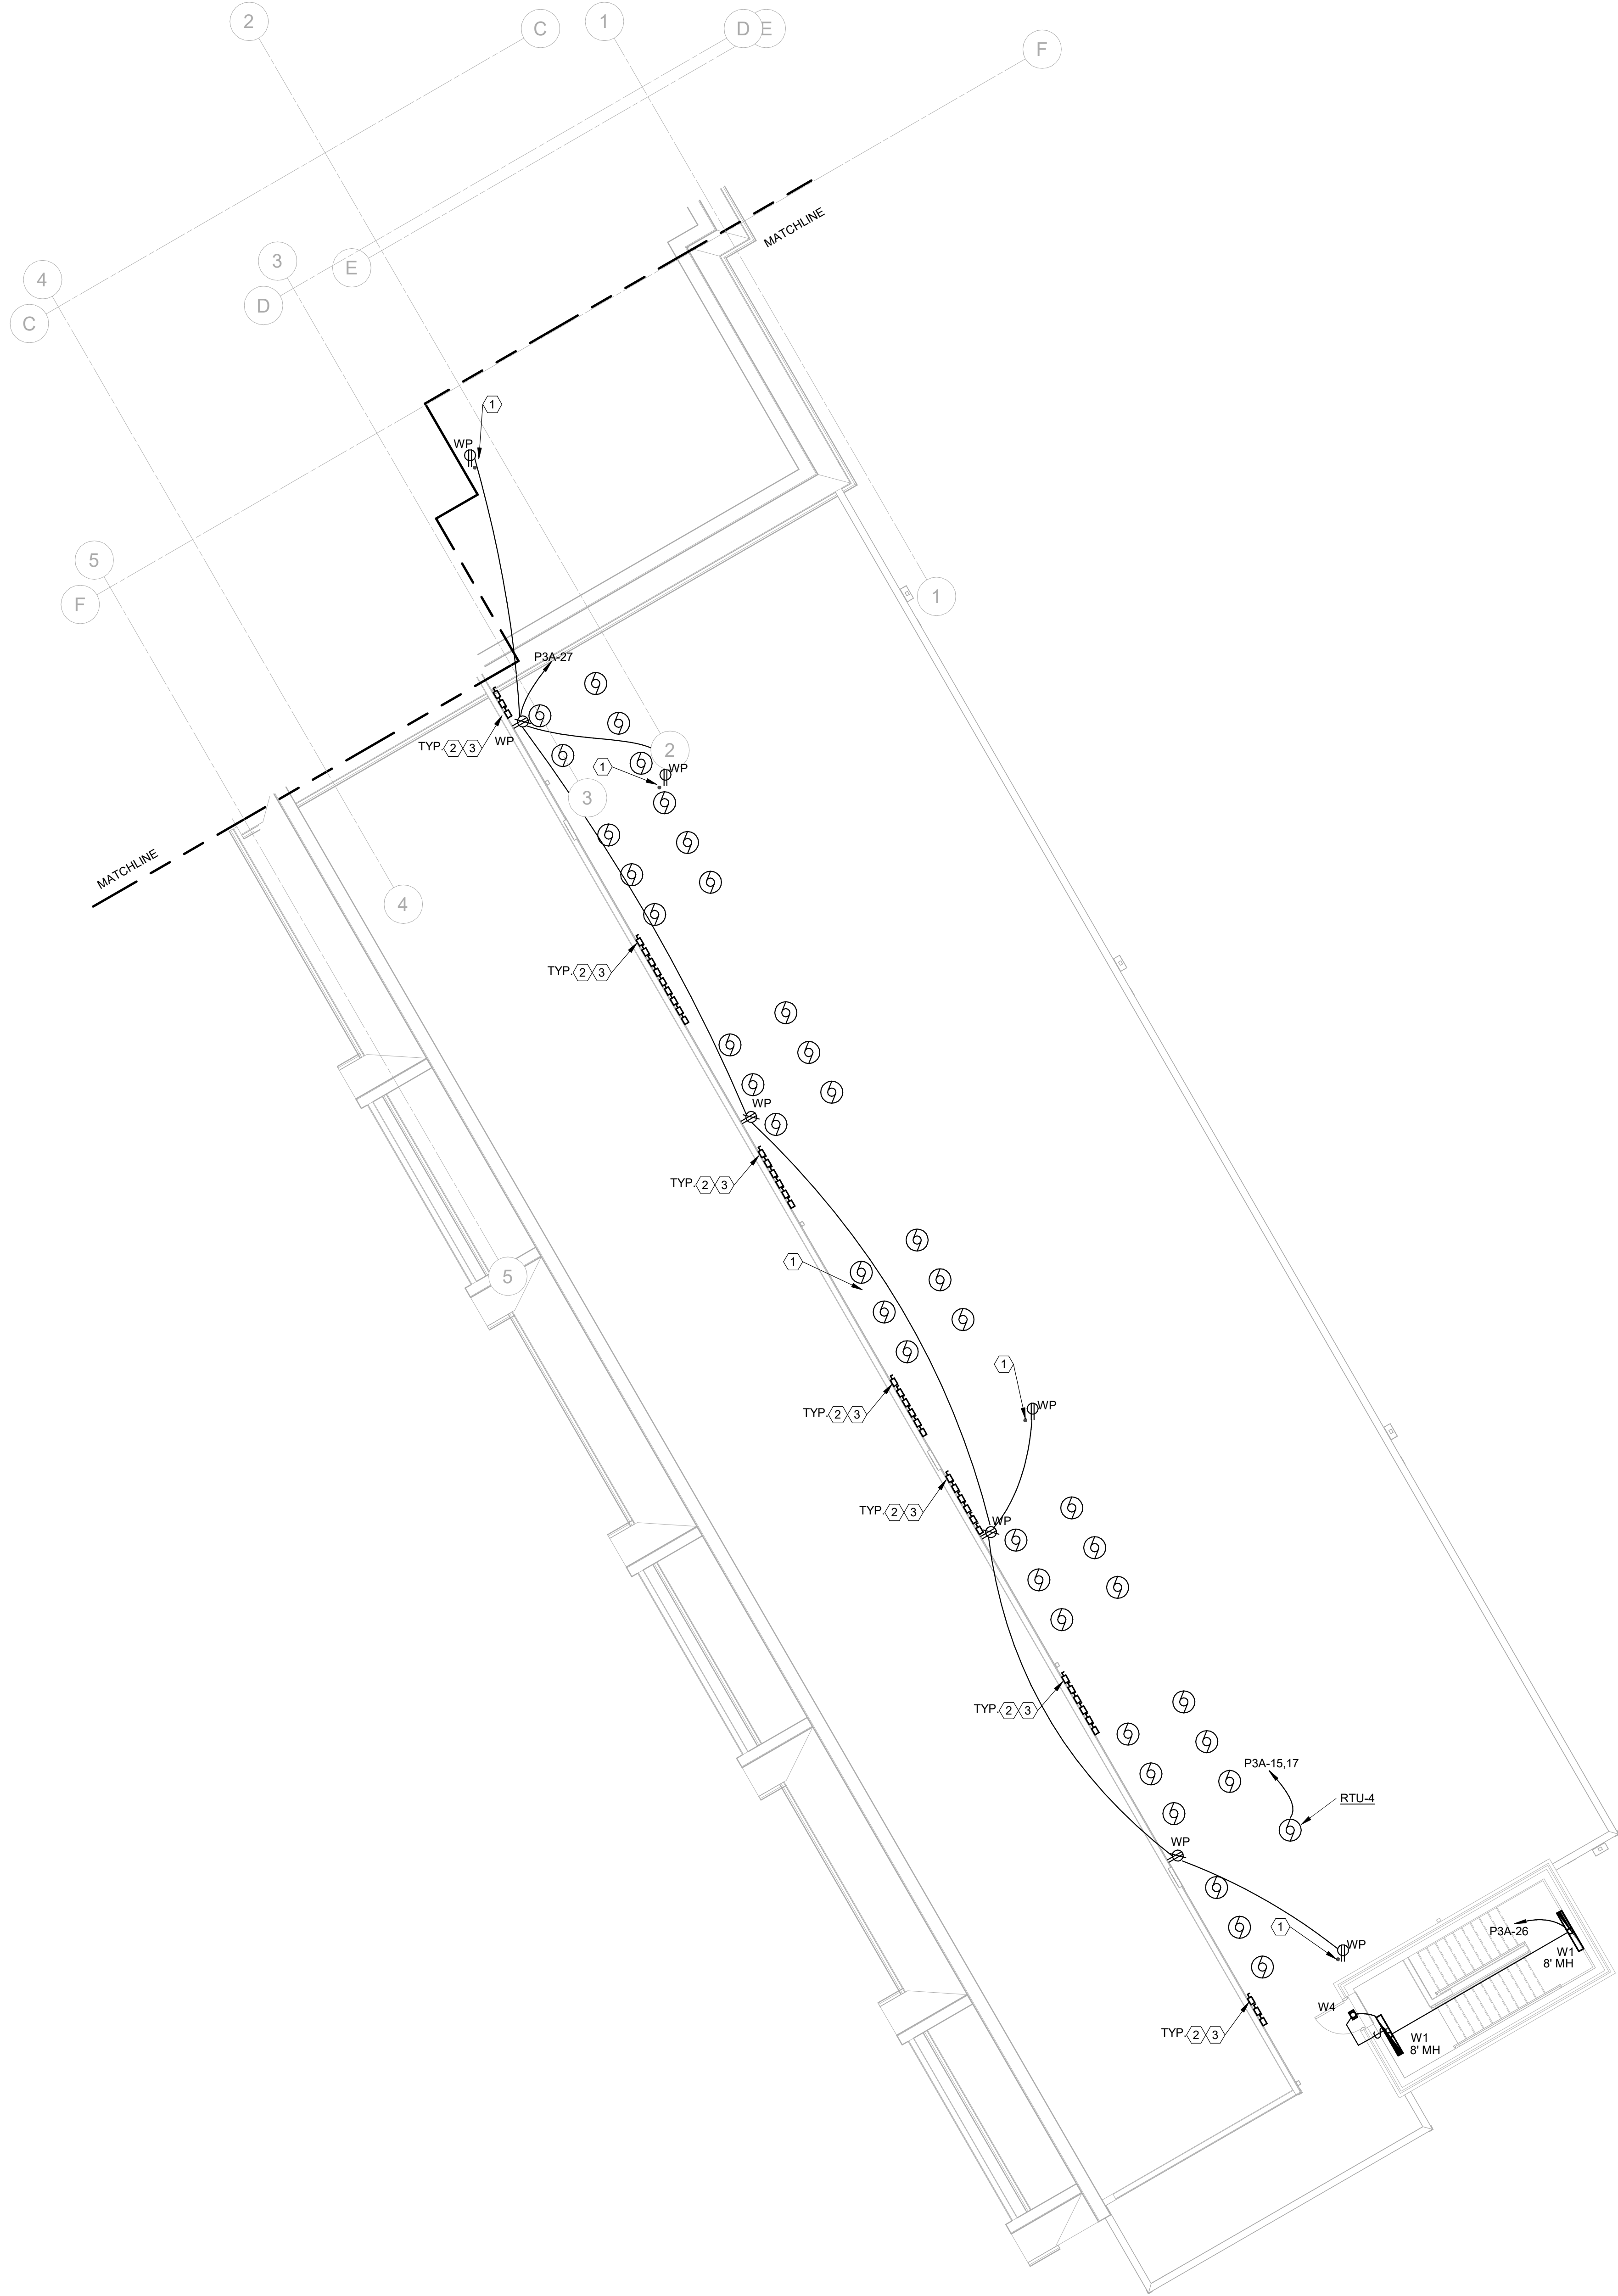 2
C
1
D
E
F
MATCHLINE
3
E
4
D
C
1
WP
5
F
1
P3A-27
TYP.
2
3
WP
2
1
WP
3
MATCHLINE
4
TYP.
2
3
WP
TYP.
2
3
1
5
1
WP
TYP.
2
3
TYP.
2
3
WP
TYP.
2
3
P3A-15,17
RTU-4
WP
1
WP
P3A-26
W1
8' MH
W4
W1
8' MH
TYP.
2
3